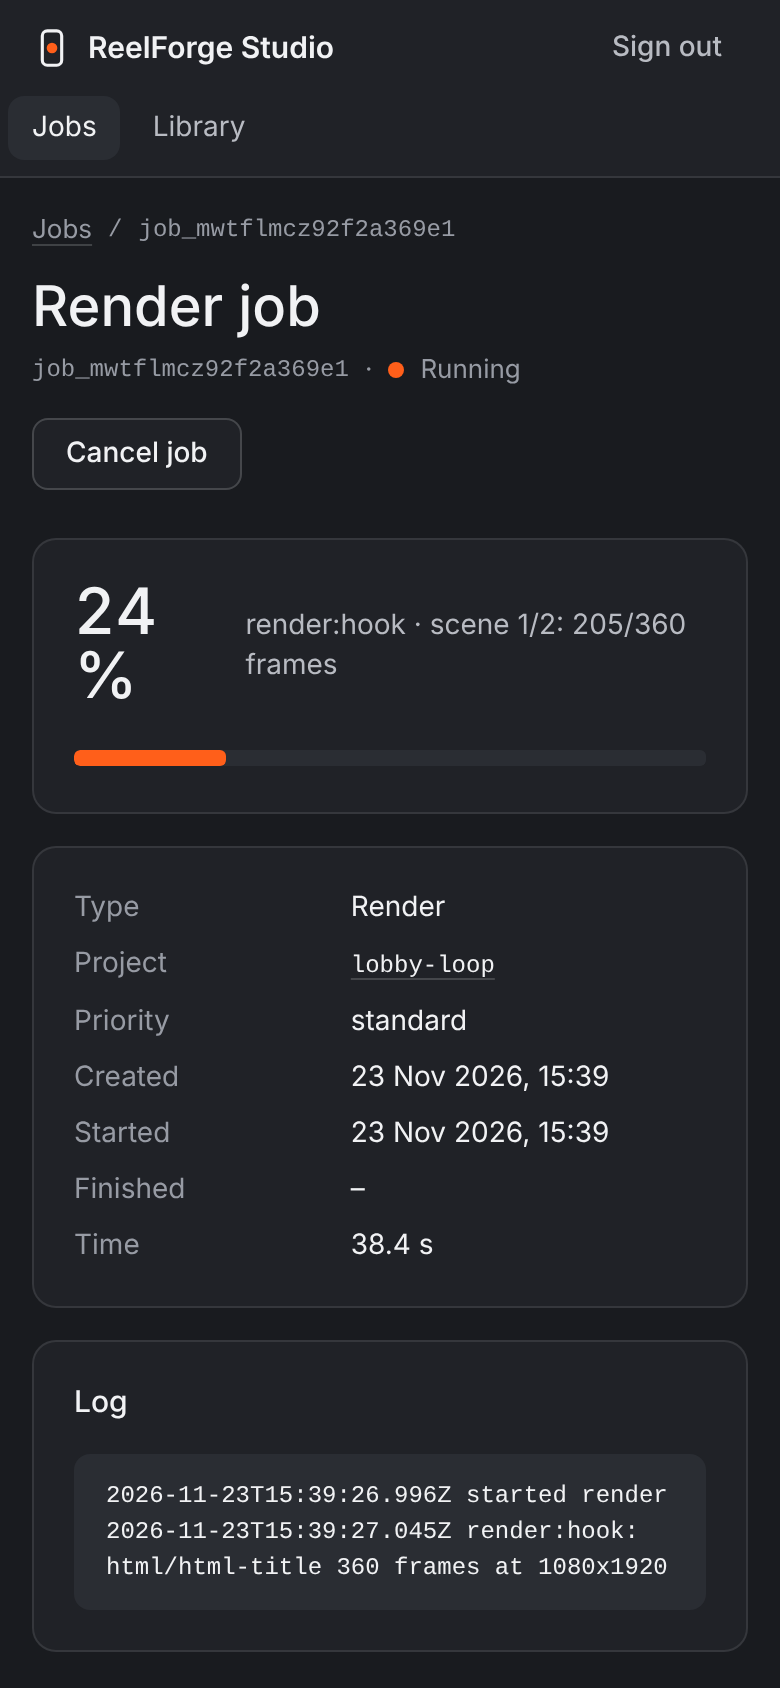 ReelForge Studio
Sign out
Jobs
Library
Jobs / job_mwtflmcz92f2a369e1
Render job
job_mwtflmcz92f2a369e1 · Running
Cancel job
24
%
render:hook · scene 1/2: 205/360
frames
Type Render
Project lobby-loop
Priority standard
Created 23 Nov 2026, 15:39
Started 23 Nov 2026, 15:39
Finished –
Time 38.4 s
Log
2026-11-23T15:39:26.996Z started render
2026-11-23T15:39:27.045Z render:hook:
html/html-title 360 frames at 1080x1920